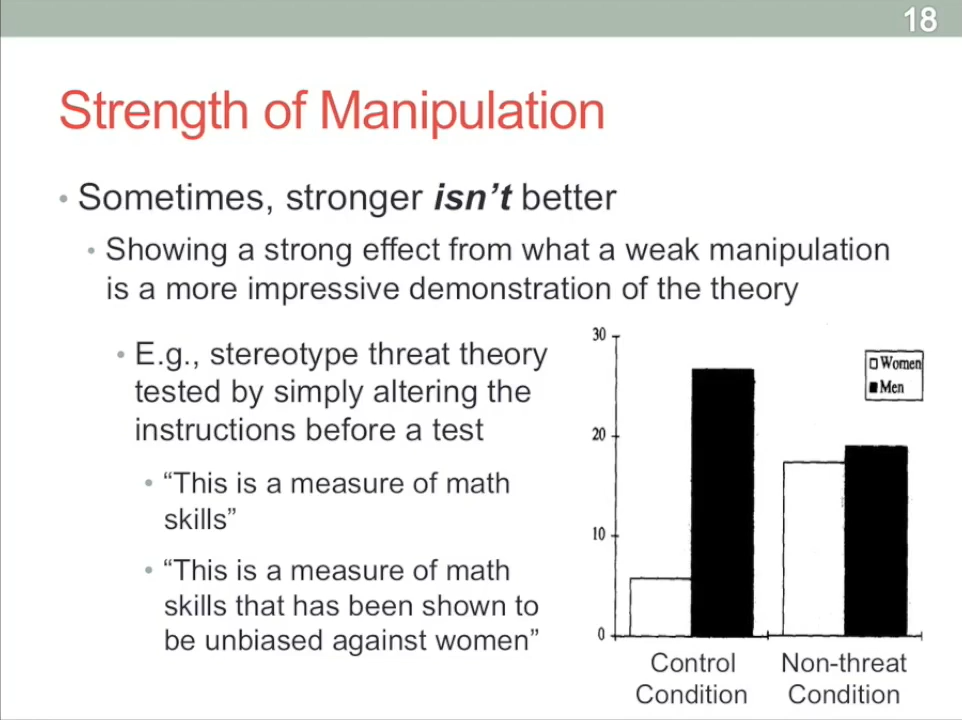 18
Strength of Manipulation
• Sometimes, stronger isn’t better
• Showing a strong effect from what a weak manipulation
is a more impressive demonstration of the theory
• E.g., stereotype threat theory
tested by simply altering the
instructions before a test
• “This is a measure of math
skills”
• “This is a measure of math
skills that has been shown to
be unbiased against women”
30
20
10
0
Women
Men
Control
Condition
Non-threat
Condition